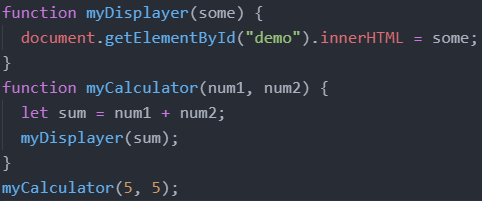 function myDisplayer(some) {
  document.getElementById("demo").innerHTML = some;
}
function myCalculator(num1, num2) {
  let sum = num1 + num2;
  myDisplayer(sum);
}
myCalculator(5, 5);